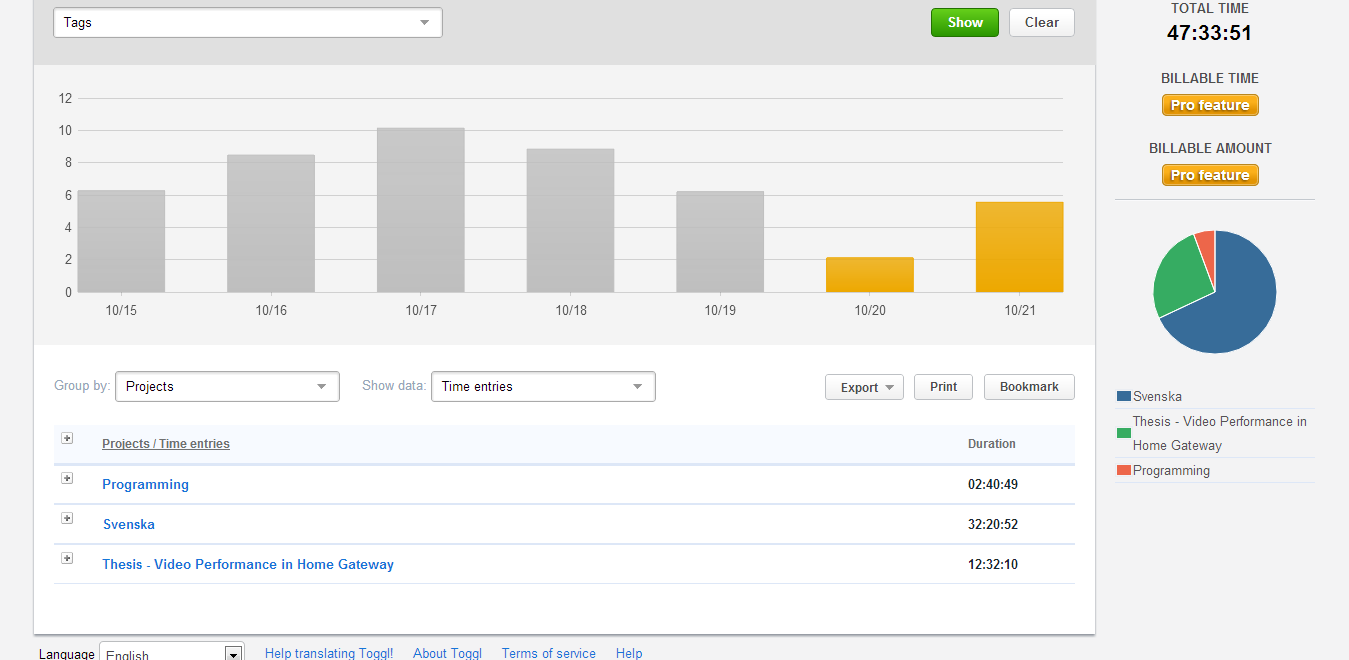 Tags
Show
Clear
TOTAL TIME
47:33:51
BILLABLE TIME
Pro feature
BILLABLE AMOUNT
Pro feature
12
10
8
6
4
2
0
10/15
10/16
10/17
10/18
10/19
10/20
10/21
Svenska
Thesis - Video Performance in
Home Gateway
Programming
Group by:
Projects
Show data:
Time entries
Export
Print
Bookmark
Projects / Time entries
Duration
Programming
02:40:49
Svenska
32:20:52
Thesis - Video Performance in Home Gateway
12:32:10
Language
English
Help translating Toggl!
About Toggl
Terms of service
Help